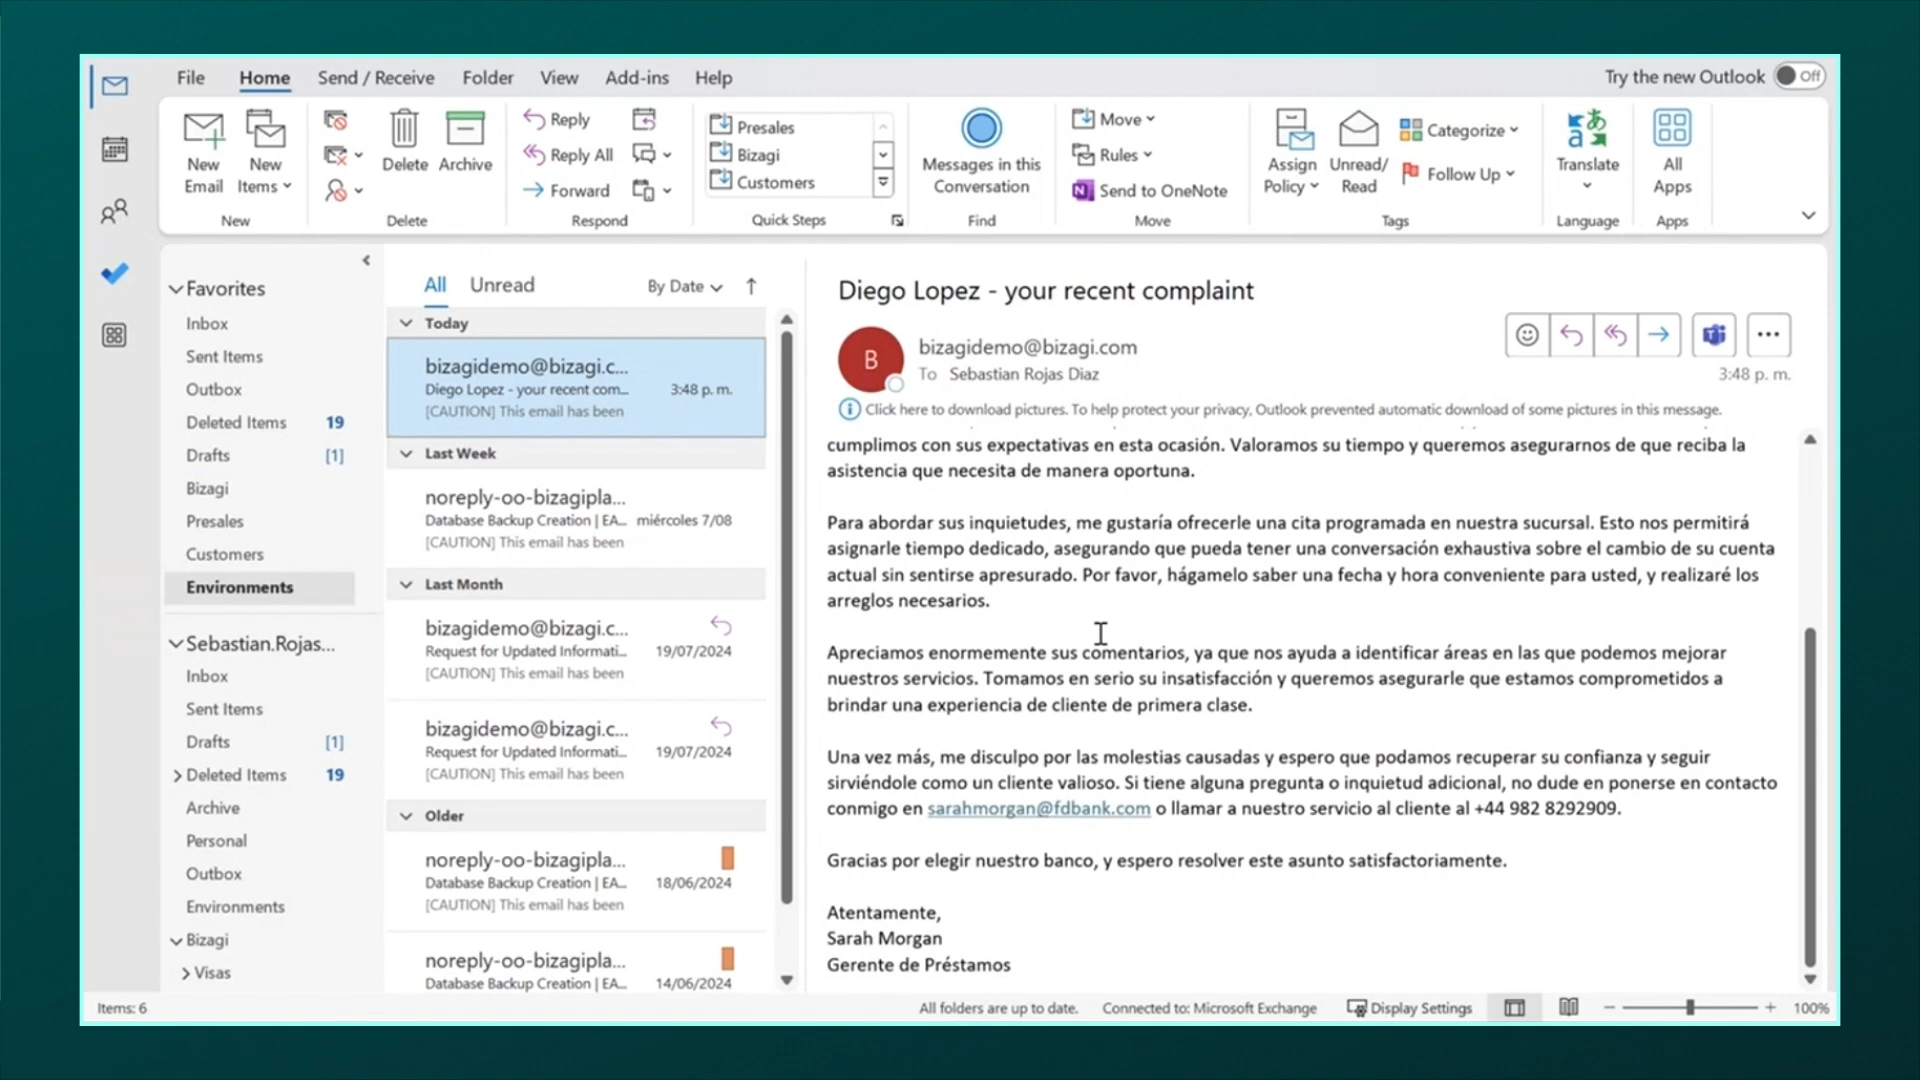 File Home Send / Receive Folder View Add-ins Help
Try the new Outlook Off
New Email
New Items
New
Delete
Archive
Delete
Reply
Reply All
Forward
Respond
Presales
Bizagi
Customers
Quick Steps
Messages in this Conversation
Find
Move
Rules
Send to OneNote
Move
Assign Policy
Unread/ Read
Categorize
Follow Up
Tags
Translate
Language
All Apps
Apps
Favorites
Inbox
Sent Items
Outbox
Deleted Items 19
Drafts [1]
Bizagi
Presales
Customers
Environments
Sebastian.Rojas...
Inbox
Sent Items
Drafts [1]
Deleted Items 19
Archive
Personal
Outbox
Environments
Bizagi
Visas
All Unread By Date
Today
bizagidemo@bizagi.c...
Diego Lopez - your recent com... 3:48 p. m.
[CAUTION] This email has been
Last Week
noreply-oo-bizagipla...
Database Backup Creation | EA... miércoles 7/08
[CAUTION] This email has been
Last Month
bizagidemo@bizagi.c...
Request for Updated Informati... 19/07/2024
[CAUTION] This email has been
bizagidemo@bizagi.c...
Request for Updated Informati... 19/07/2024
[CAUTION] This email has been
Older
noreply-oo-bizagipla...
Database Backup Creation | EA... 18/06/2024
[CAUTION] This email has been
noreply-oo-bizagipla...
Database Backup Creation | EA... 14/06/2024
Diego Lopez - your recent complaint
B
bizagidemo@bizagi.com
To Sebastian Rojas Diaz
3:48 p. m.
Click here to download pictures. To help protect your privacy, Outlook prevented automatic download of some pictures in this message.
cumplimos con sus expectativas en esta ocasión. Valoramos su tiempo y queremos asegurarnos de que reciba la
asistencia que necesita de manera oportuna.
Para abordar sus inquietudes, me gustaría ofrecerle una cita programada en nuestra sucursal. Esto nos permitirá
asignarle tiempo dedicado, asegurando que pueda tener una conversación exhaustiva sobre el cambio de su cuenta
actual sin sentirse apresurado. Por favor, hágamelo saber una fecha y hora conveniente para usted, y realizaré los
arreglos necesarios.
Apreciamos enormemente sus comentarios, ya que nos ayuda a identificar áreas en las que podemos mejorar
nuestros servicios. Tomamos en serio su insatisfacción y queremos asegurarle que estamos comprometidos a
brindar una experiencia de cliente de primera clase.
Una vez más, me disculpo por las molestias causadas y espero que podamos recuperar su confianza y seguir
sirviéndole como un cliente valioso. Si tiene alguna pregunta o inquietud adicional, no dude en ponerse en contacto
conmigo en sarahmorgan@fdbank.com o llamar a nuestro servicio al cliente al +44 982 8292909.
Gracias por elegir nuestro banco, y espero resolver este asunto satisfactoriamente.
Atentamente,
Sarah Morgan
Gerente de Préstamos
Items: 6
All folders are up to date. Connected to: Microsoft Exchange Display Settings 100%